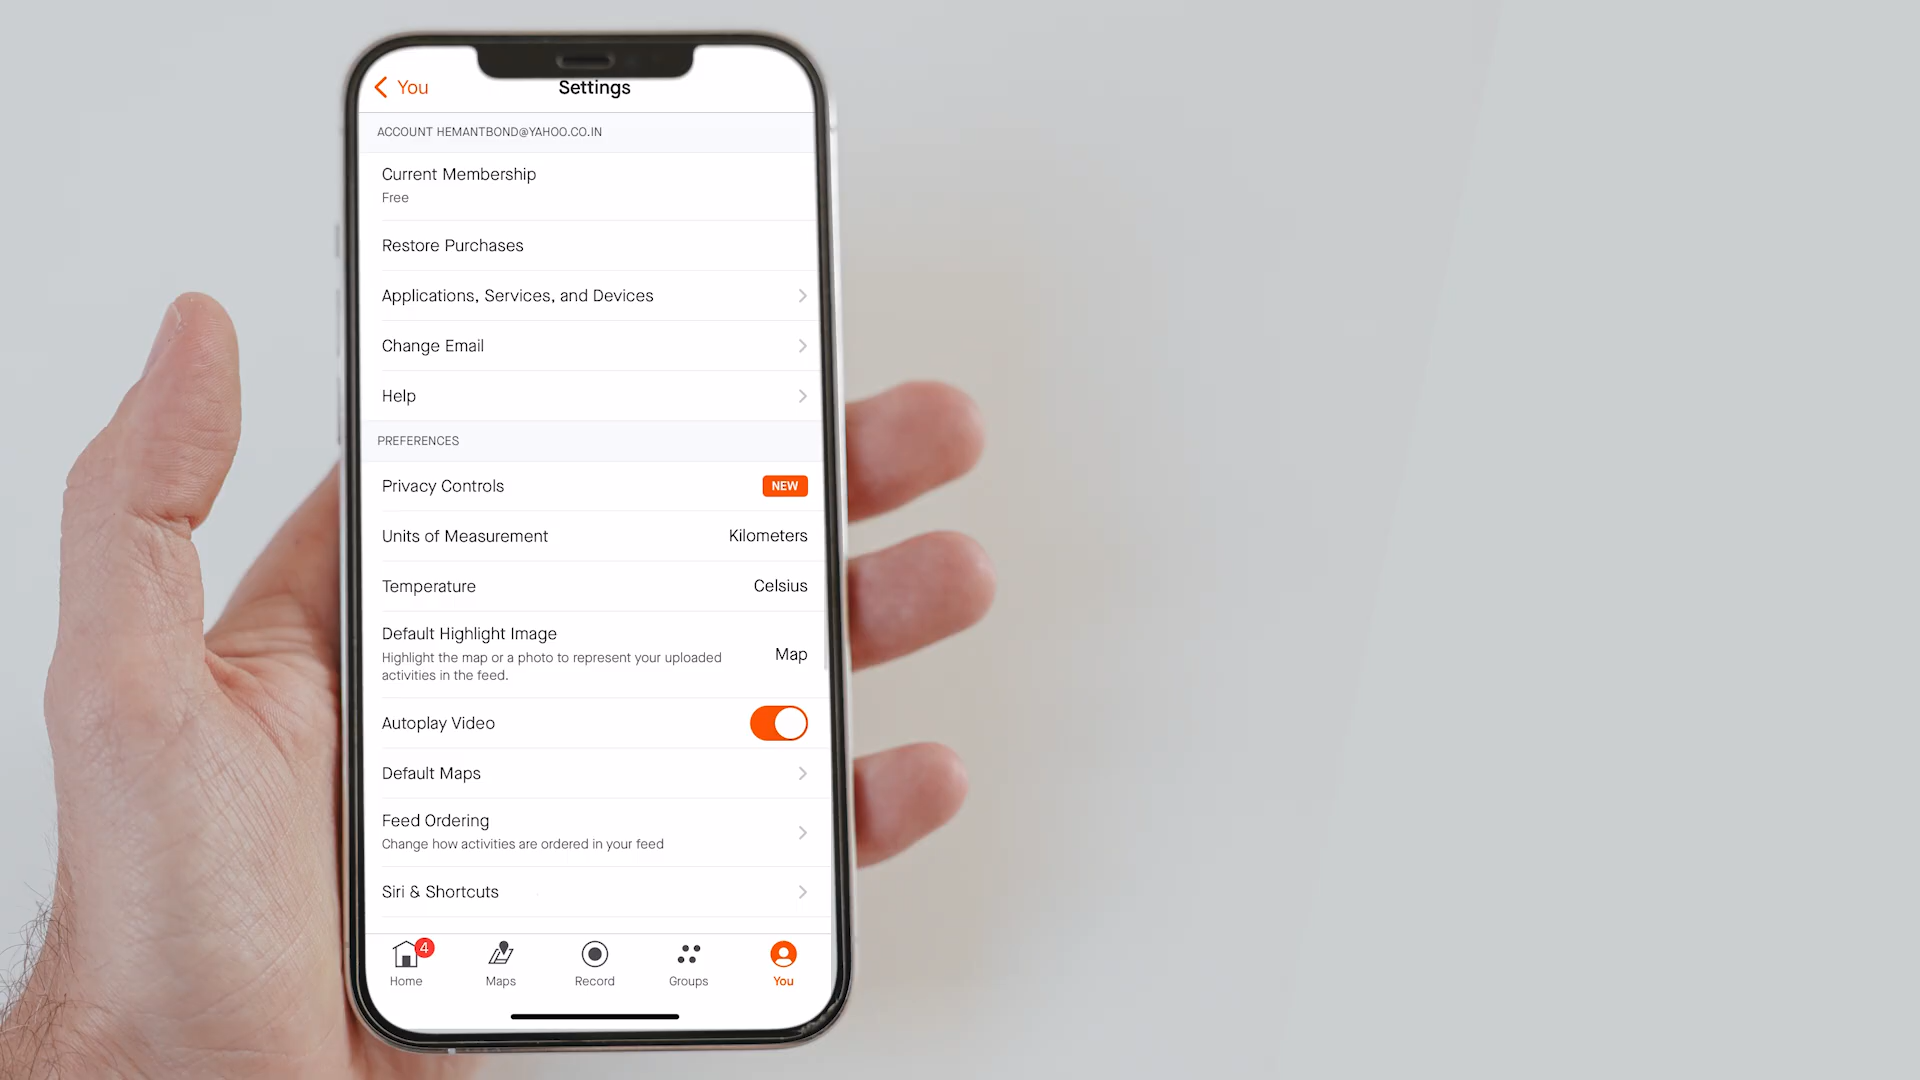 You
Settings
ACCOUNT HEMANTBOND@YAHOO.CO.IN
Current Membership
Free
Restore Purchases
Applications, Services, and Devices
Change Email
Help
PREFERENCES
Privacy Controls
NEW
Units of Measurement
Kilometers
Temperature
Celsius
Default Highlight Image
Highlight the map or a photo to represent your uploaded
activities in the feed.
Map
Autoplay Video
Default Maps
Feed Ordering
Change how activities are ordered in your feed
Siri & Shortcuts
4
Home
Maps
Record
Groups
You